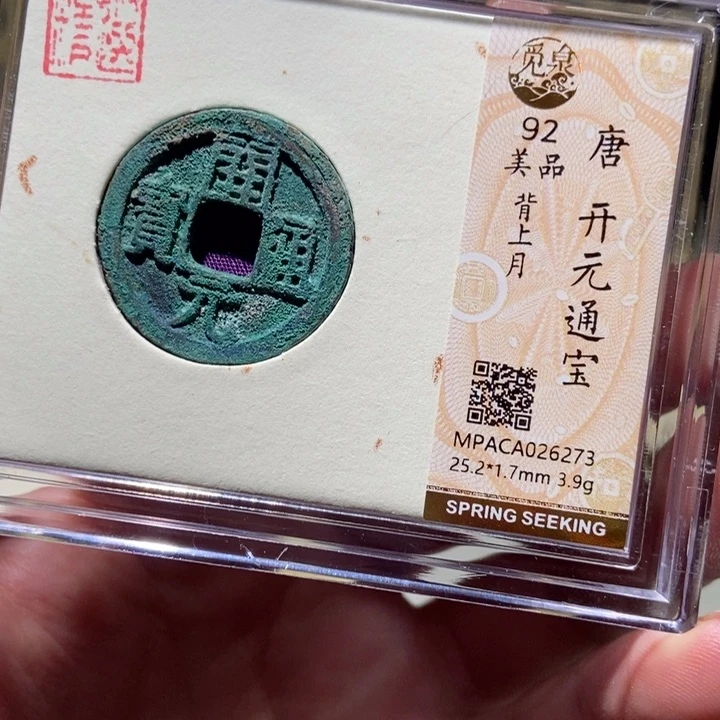 開元通寳
觅泉
92
美品
背上月
唐 开元通宝
MPACA026273
25.2*1.7mm 3.9g
SPRING SEEKING